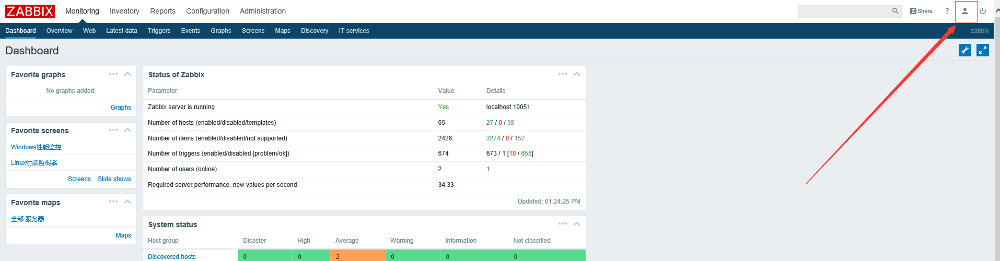 ZABBIX Monitoring Inventory Reports Configuration Administration Z Share ?
Dashboard Overview Web Latest data Triggers Events Graphs Screens Maps Discovery IT services zabbix
Dashboard
Favorite graphs
No graphs added.
Graphs
Favorite screens
Windows性能监控
Linux性能监视器
Screens Slide shows
Favorite maps
全部 服务器
Maps
Status of Zabbix
Parameter Value Details
Zabbix server is running Yes localhost:10051
Number of hosts (enabled/disabled/templates) 65 27 / 0 / 38
Number of items (enabled/disabled/not supported) 2426 2274 / 0 / 152
Number of triggers (enabled/disabled [problem/ok]) 674 673 / 1 [18 / 655]
Number of users (online) 2 1
Required server performance, new values per second 34.33
Updated: 01:24:25 PM
System status
Host group Disaster High Average Warning Information Not classified
Discovered hosts 0 0 2 0 0 0